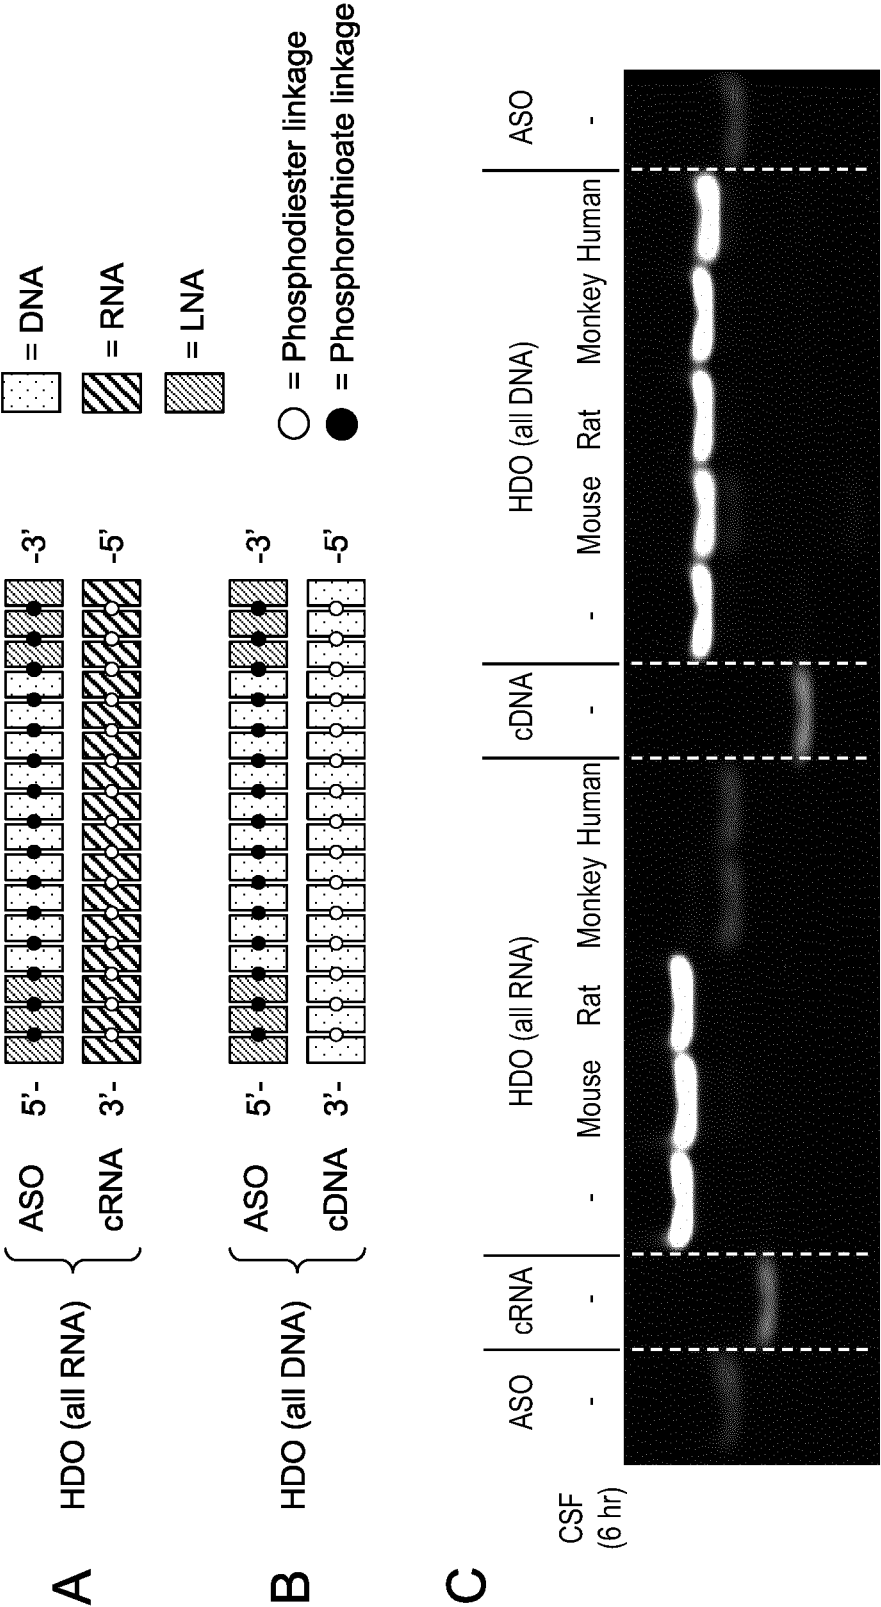 A
HDO (all RNA)
ASO
5'-
-3'
cRNA
3'-
-5'
= DNA
= RNA
= LNA
B
HDO (all DNA)
ASO
5'-
-3'
cDNA
3'-
-5'
= Phosphodiester linkage
= Phosphorothioate linkage
C
ASO
cRNA
HDO (all RNA)
cDNA
HDO (all DNA)
ASO
CSF
(6 hr)
-
-
-
Mouse
Rat
Monkey
Human
-
-
Mouse
Rat
Monkey
Human
-